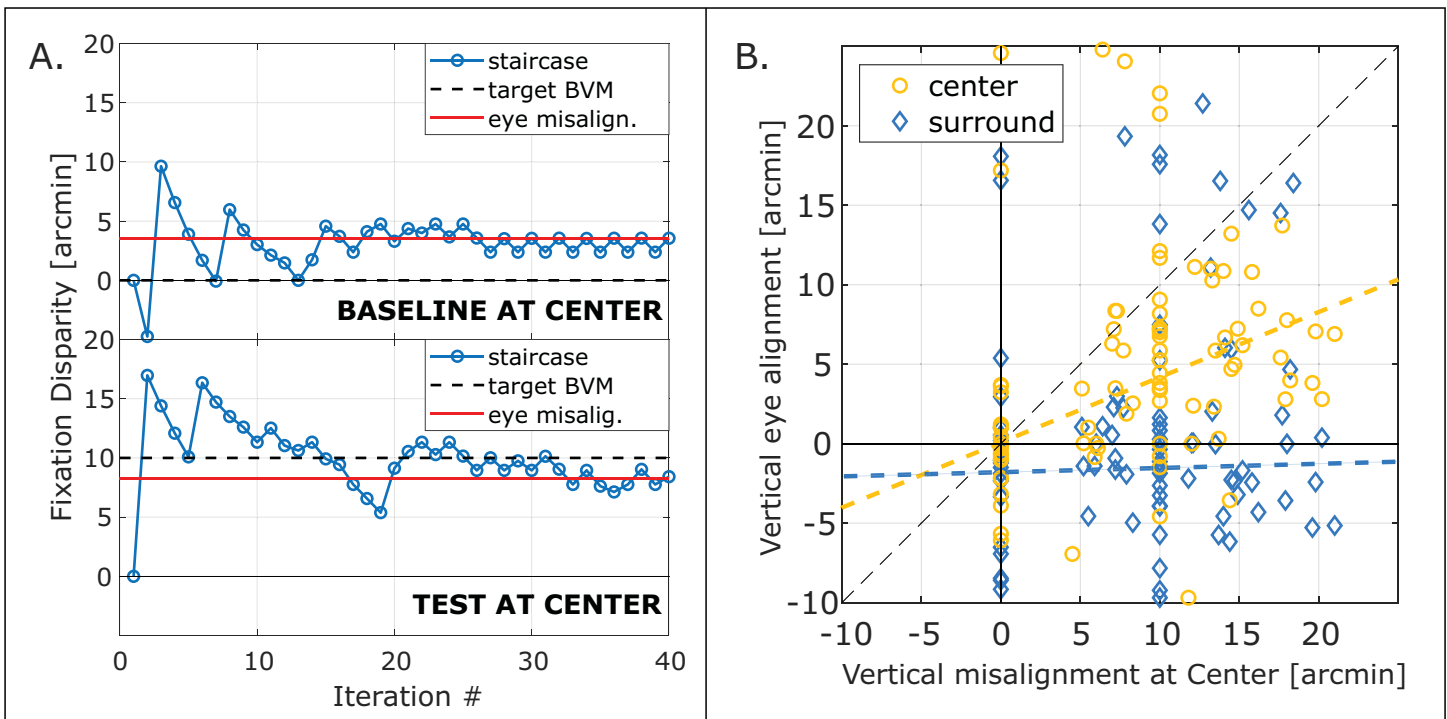 A.
Fixation Disparity [arcmin]
20
15
10
5
0
staircase
target BVM
eye misalign.
BASELINE AT CENTER
20
15
10
5
0
staircase
target BVM
eye misalig.
TEST AT CENTER
0 10 20 30 40
Iteration #
B.
Vertical eye alignment [arcmin]
20
15
10
5
0
-5
-10
center
surround
-10 -5 0 5 10 15 20
Vertical misalignment at Center [arcmin]